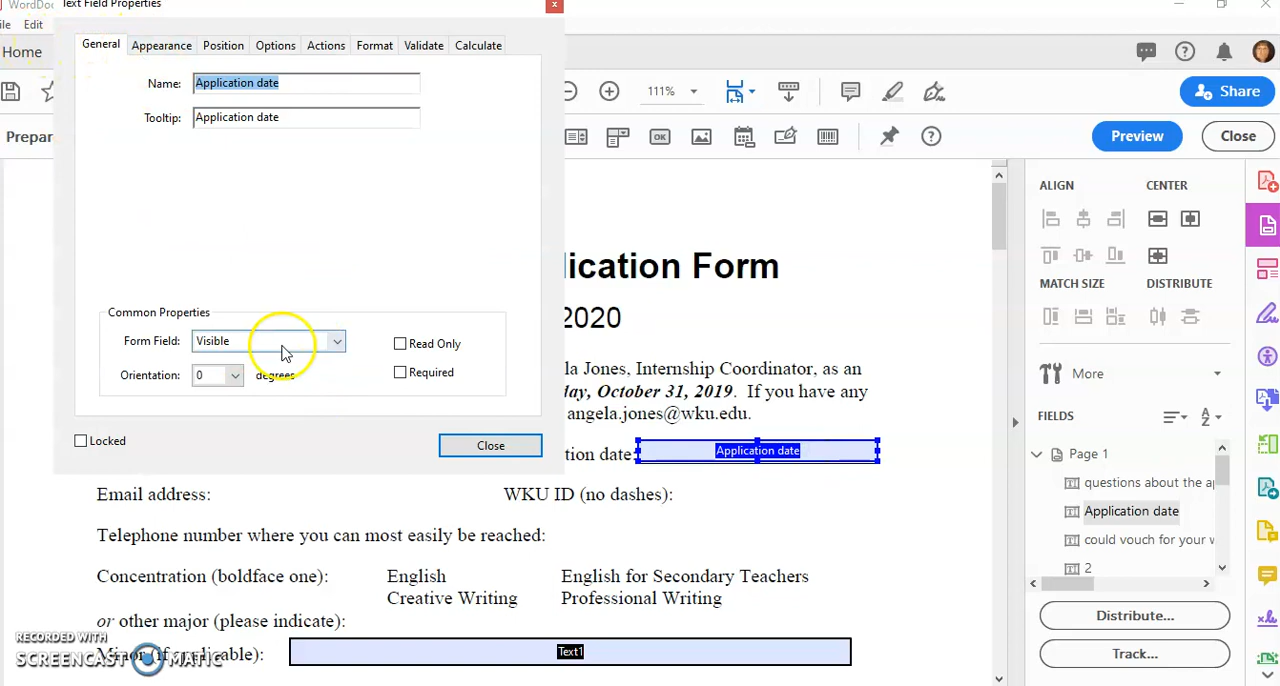 WordDoc
Text Field Properties
x
ile Edit
Home
General Appearance Position Options Actions Format Validate Calculate
Name: Application date
Tooltip: Application date
111%
Share
Prepar
OK
Preview
Close
ALIGN CENTER
MATCH SIZE DISTRIBUTE
lication Form
2020
Common Properties
Form Field: Visible
Read Only
Orientation: 0 degrees
Required
Locked
Close
la Jones, Internship Coordinator, as an
day, October 31, 2019. If you have any
angela.jones@wku.edu.
tion date: Application date
More
FIELDS
Page 1
questions about the ap
Application date
could vouch for your w
2
Email address: WKU ID (no dashes):
Telephone number where you can most easily be reached:
Concentration (boldface one): English English for Secondary Teachers
Creative Writing Professional Writing
or other major (please indicate):
Minor (if applicable): Text1
Distribute...
Track...
RECORDED WITH
SCREENCAST MATIC